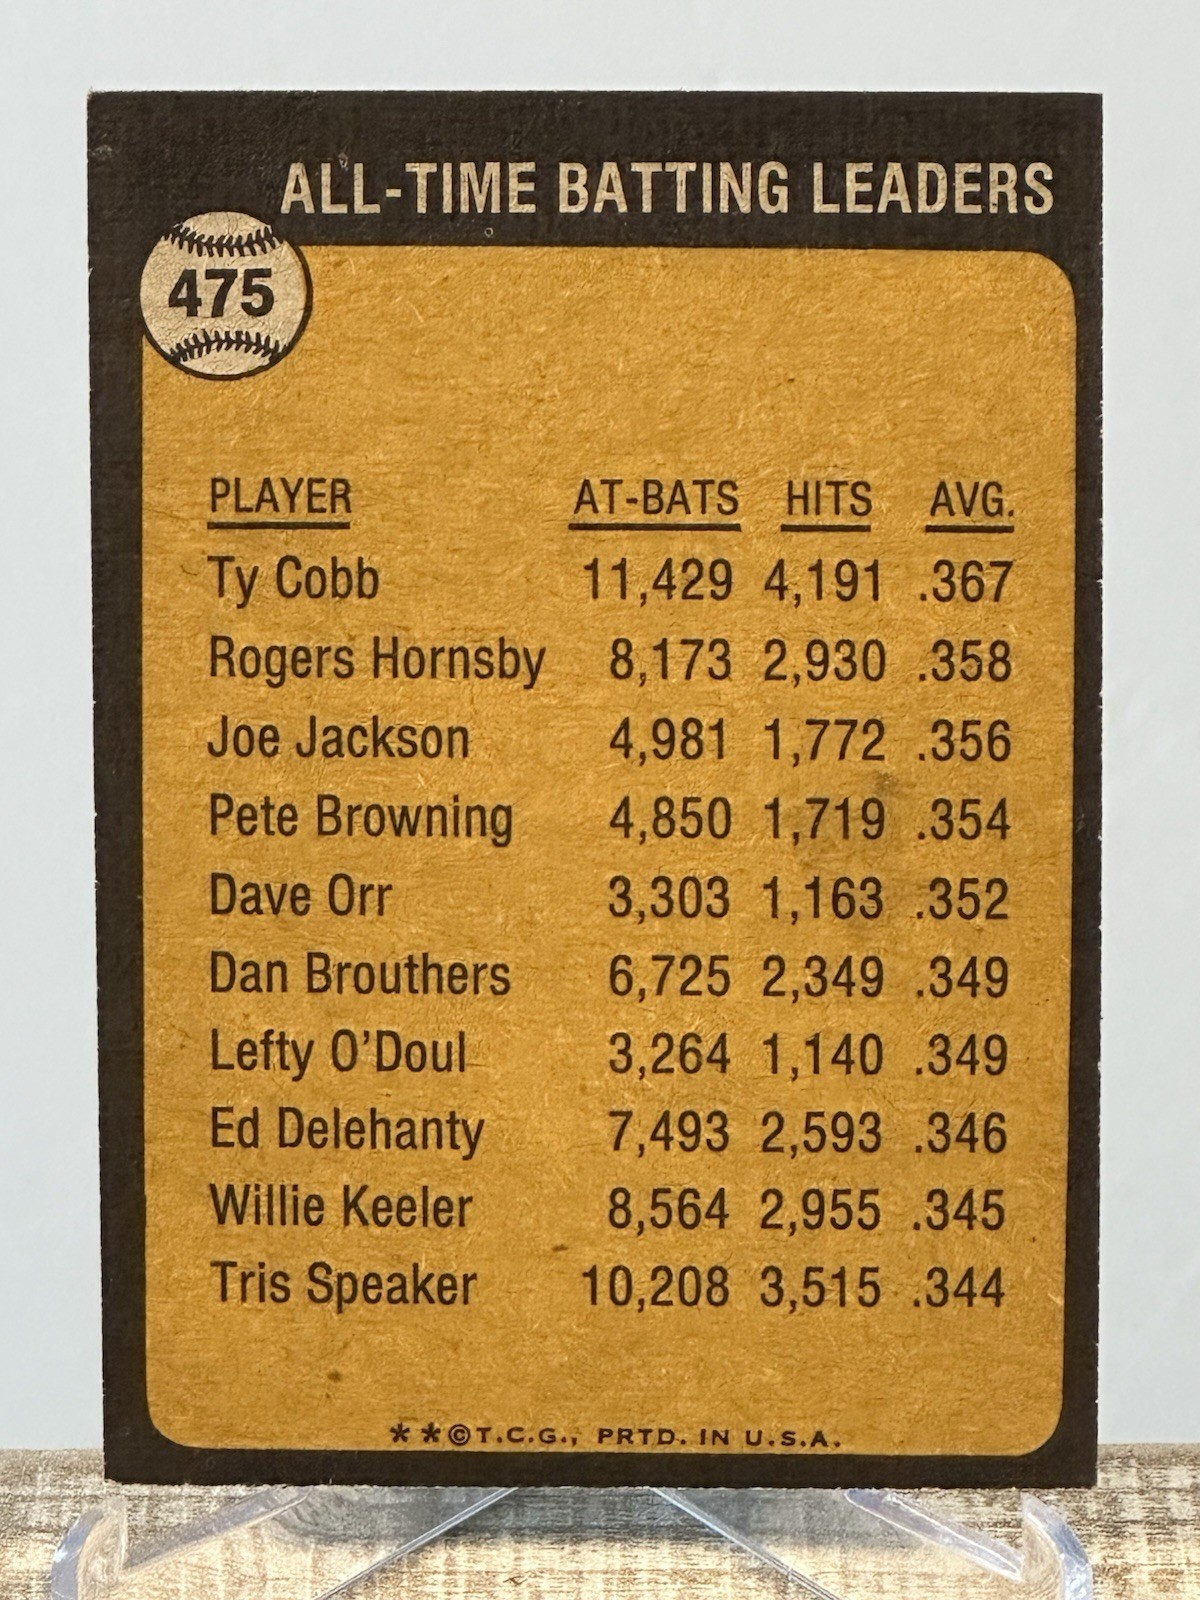 ALL-TIME BATTING LEADERS
475
PLAYER AT-BATS HITS AVG.
Ty Cobb 11,429 4,191 .367
Rogers Hornsby 8,173 2,930 .358
Joe Jackson 4,981 1,772 .356
Pete Browning 4,850 1,719 .354
Dave Orr 3,303 1,163 .352
Dan Brouthers 6,725 2,349 .349
Lefty O'Doul 3,264 1,140 .349
Ed Delehanty 7,493 2,593 .346
Willie Keeler 8,564 2,955 .345
Tris Speaker 10,208 3,515 .344
* * © T.C.G., PRTD. IN U.S.A.